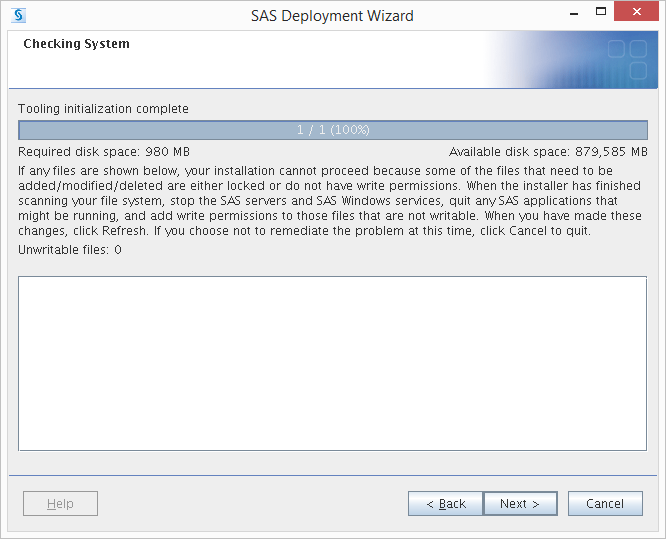 SAS Deployment Wizard
Checking System
Tooling initialization complete
1 / 1 (100%)
Required disk space: 980 MB Available disk space: 879,585 MB
If any files are shown below, your installation cannot proceed because some of the files that need to be
added/modified/deleted are either locked or do not have write permissions. When the installer has finished
scanning your file system, stop the SAS servers and SAS Windows services, quit any SAS applications that
might be running, and add write permissions to those files that are not writable. When you have made these
changes, click Refresh. If you choose not to remediate the problem at this time, click Cancel to quit.
Unwritable files: 0
Help < Back Next > Cancel